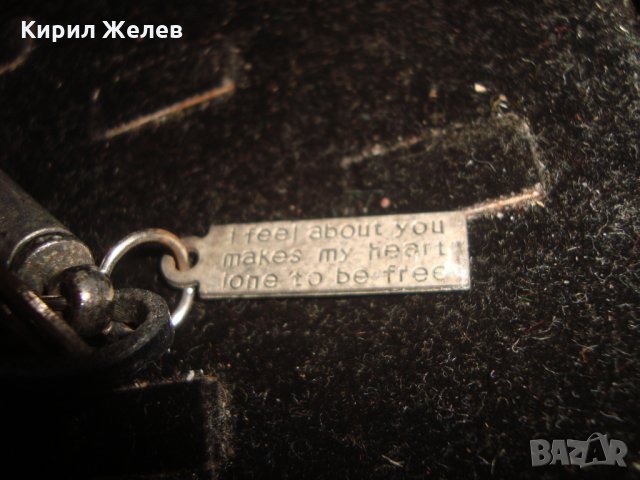 Кирил Желев
I feel about you
makes my heart
lone to be free
BAZAR